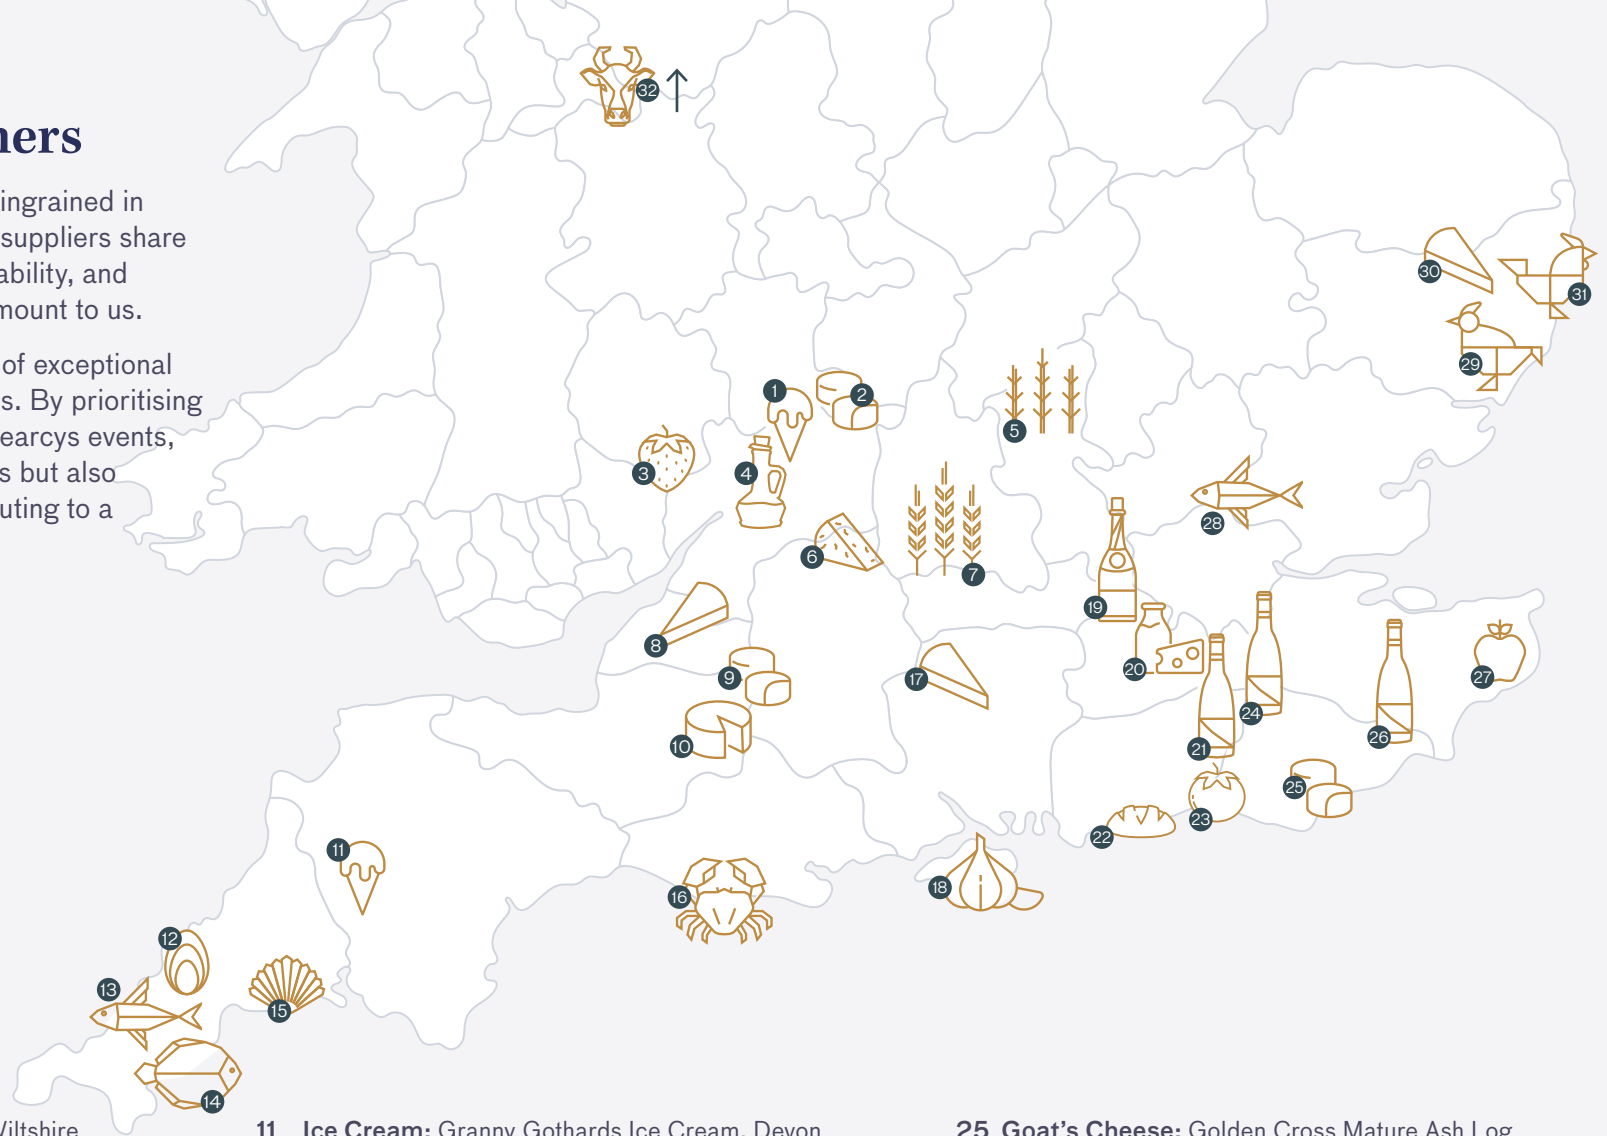 ners
ingrained in
suppliers share
ability, and
mount to us.
of exceptional
s. By prioritising
earcys events,
s but also
uting to a
32
30
31
29
1
2
5
3
4
28
6
7
19
8
20
9
17
27
24
10
21
26
25
23
22
11
16
18
12
13
15
14
Wiltshire
11 Ice Cream: Granny Gothards Ice Cream, Devon
25 Goat's Cheese: Golden Cross Mature Ash Log